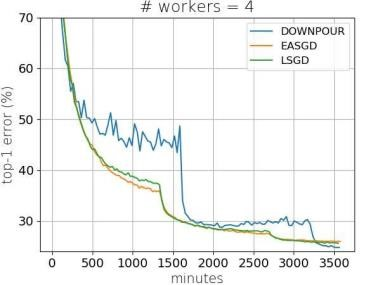 # workers = 4
70
60
50
40
30
top-1 error (%)
DOWNPOUR
EASGD
LSGD
0 500 1000 1500 2000 2500 3000 3500
minutes